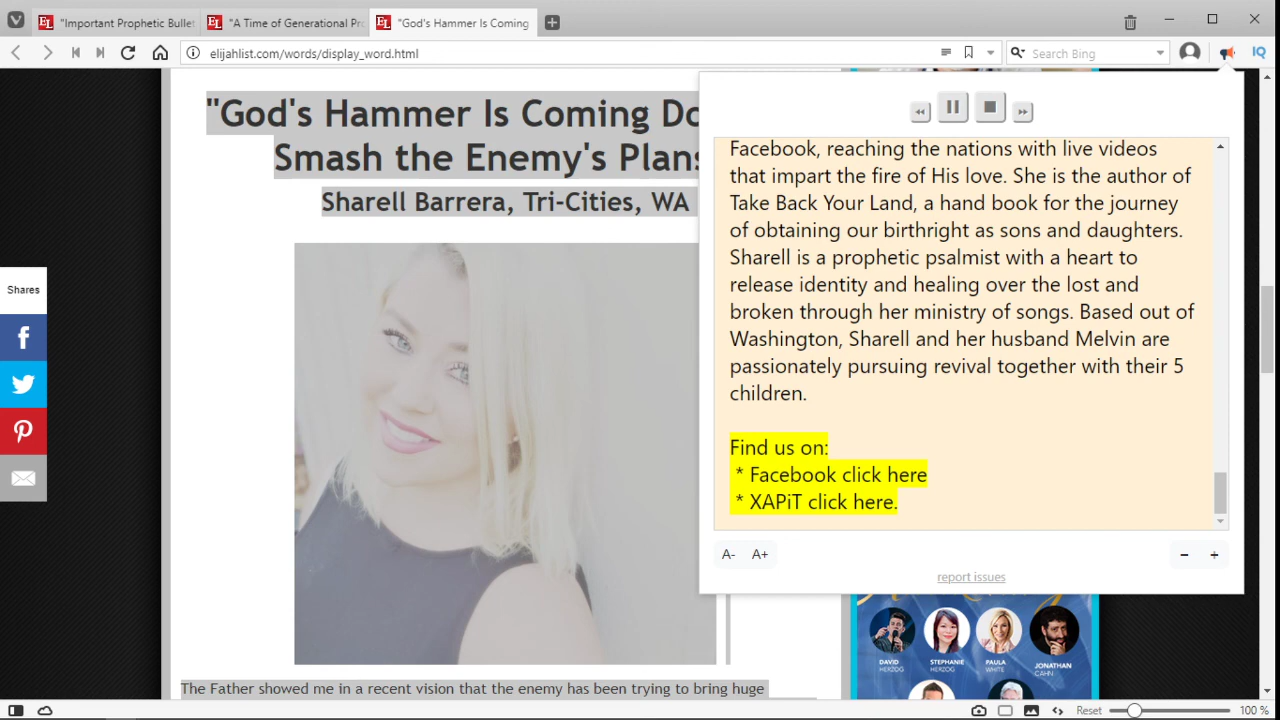 "Important Prophetic Bullet
"A Time of Generational Pr
"God's Hammer Is Coming
elijahlist.com/words/display_word.html
Search Bing
IQ
"God's Hammer Is Coming Do
Smash the Enemy's Plans
Sharell Barrera, Tri-Cities, WA
Shares
The Father showed me in a recent vision that the enemy has been trying to bring huge
Facebook, reaching the nations with live videos
that impart the fire of His love. She is the author of
Take Back Your Land, a hand book for the journey
of obtaining our birthright as sons and daughters.
Sharell is a prophetic psalmist with a heart to
release identity and healing over the lost and
broken through her ministry of songs. Based out of
Washington, Sharell and her husband Melvin are
passionately pursuing revival together with their 5
children.
Find us on:
* Facebook click here
* XAPiT click here.
A- A+ - +
report issues
DAVID HERZOG
STEPHANIE HERZOG
PAULA WHITE
JONATHAN CAHN
Reset 100 %